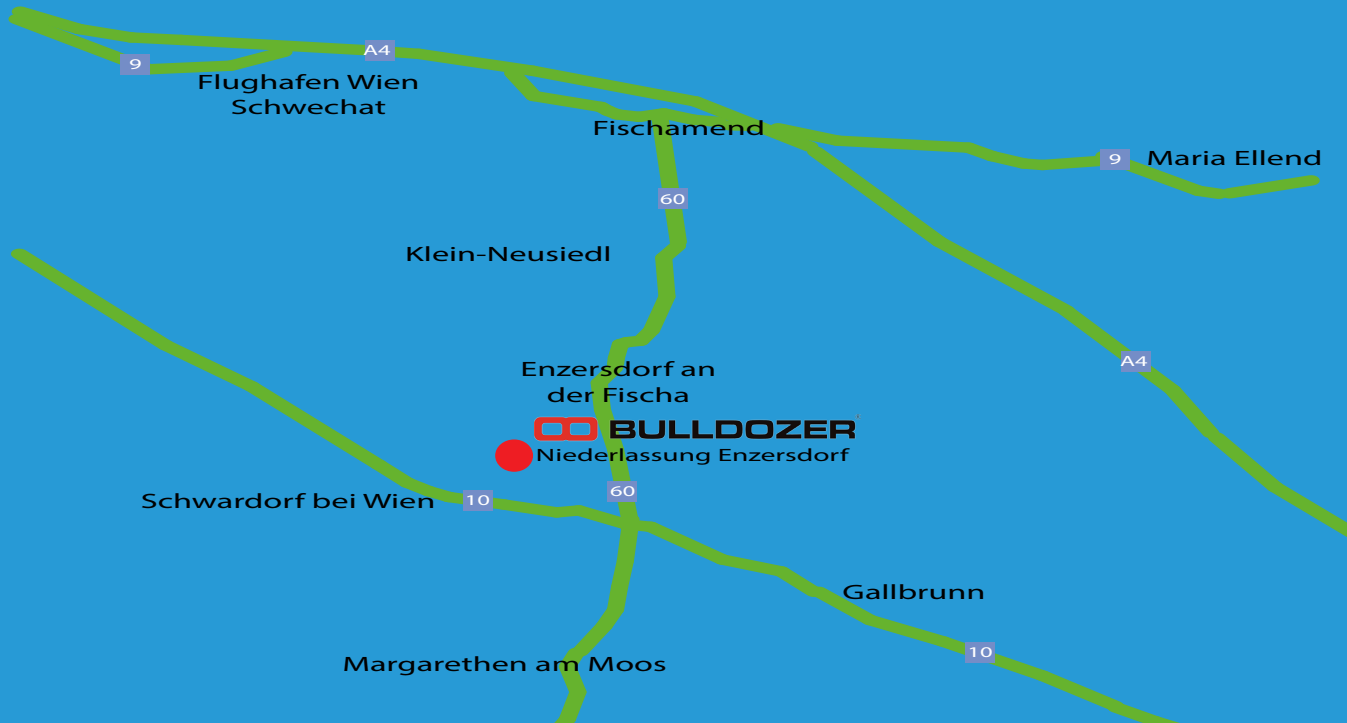 A4
9
Flughafen Wien
Schwechat
Fischamend
9
Maria Ellend
60
Klein-Neusiedl
A4
Enzersdorf an
der Fischa
BULLDOZER
Niederlassung Enzersdorf
60
Schwardorf bei Wien
10
Gallbrunn
10
Margarethen am Moos